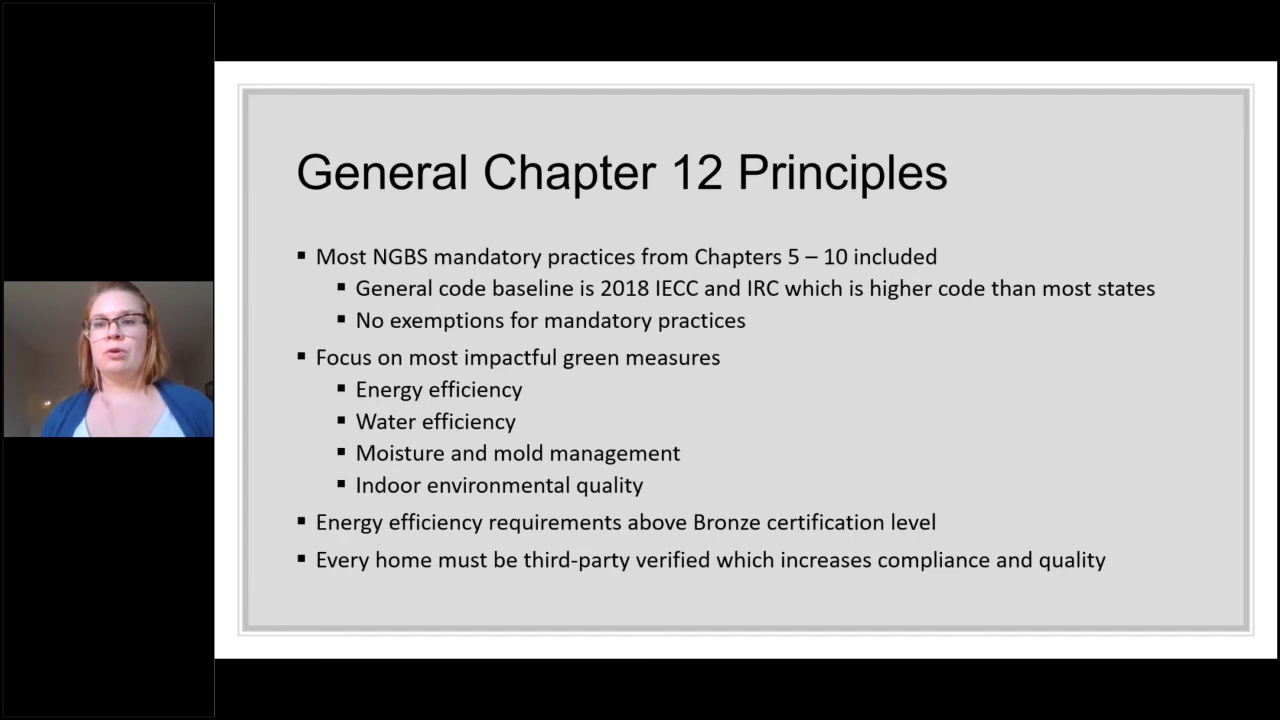 General Chapter 12 Principles
▪ Most NGBS mandatory practices from Chapters 5 – 10 included
▪ General code baseline is 2018 IECC and IRC which is higher code than most states
▪ No exemptions for mandatory practices
▪ Focus on most impactful green measures
▪ Energy efficiency
▪ Water efficiency
▪ Moisture and mold management
▪ Indoor environmental quality
▪ Energy efficiency requirements above Bronze certification level
▪ Every home must be third-party verified which increases compliance and quality